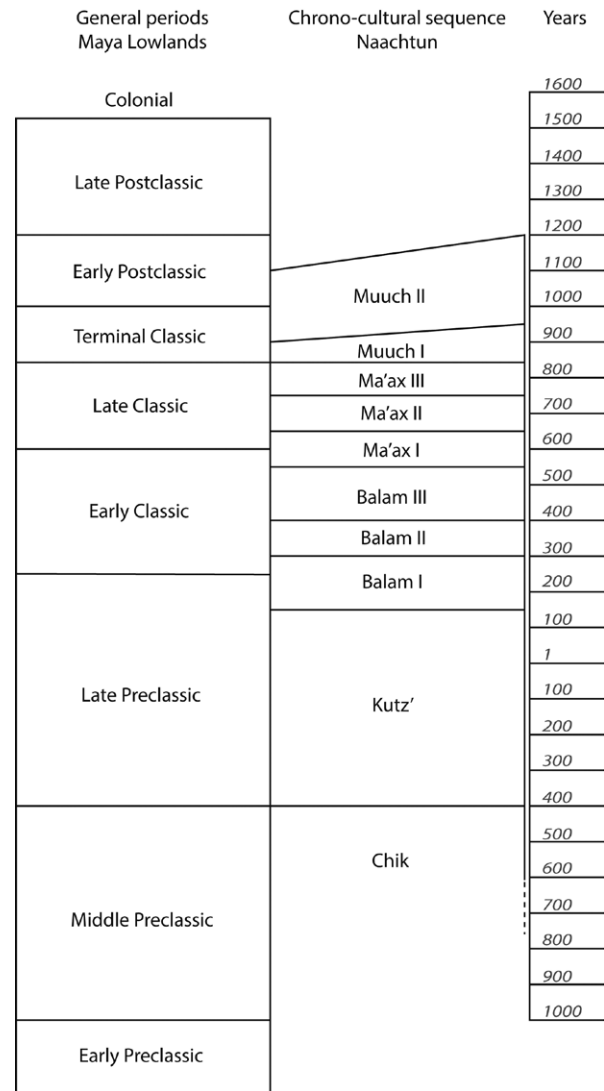 General periods
Maya Lowlands
Chrono-cultural sequence
Naachtun
Years
Colonial
Late Postclassic
Early Postclassic
Terminal Classic
Late Classic
Early Classic
Late Preclassic
Middle Preclassic
Early Preclassic
Muuch II
Muuch I
Ma'ax III
Ma'ax II
Ma'ax I
Balam III
Balam II
Balam I
Kutz'
Chik
1600
1500
1400
1300
1200
1100
1000
900
800
700
600
500
400
300
200
100
1
100
200
300
400
500
600
700
800
900
1000